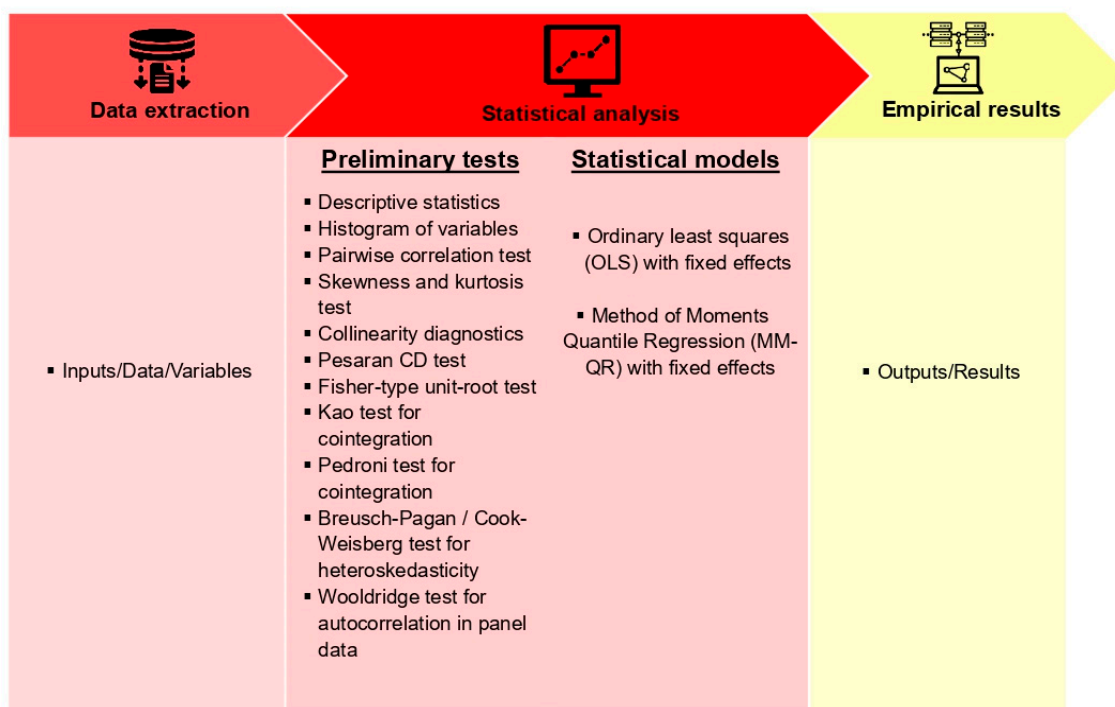 Data extraction
Statistical analysis
Empirical results
▪ Inputs/Data/Variables
Preliminary tests
▪ Descriptive statistics
▪ Histogram of variables
▪ Pairwise correlation test
▪ Skewness and kurtosis
test
▪ Collinearity diagnostics
▪ Pesaran CD test
▪ Fisher-type unit-root test
▪ Kao test for
cointegration
▪ Pedroni test for
cointegration
▪ Breusch-Pagan / Cook-
Weisberg test for
heteroskedasticity
▪ Wooldridge test for
autocorrelation in panel
data
Statistical models
▪ Ordinary least squares
(OLS) with fixed effects
▪ Method of Moments
Quantile Regression (MM-
QR) with fixed effects
▪ Outputs/Results